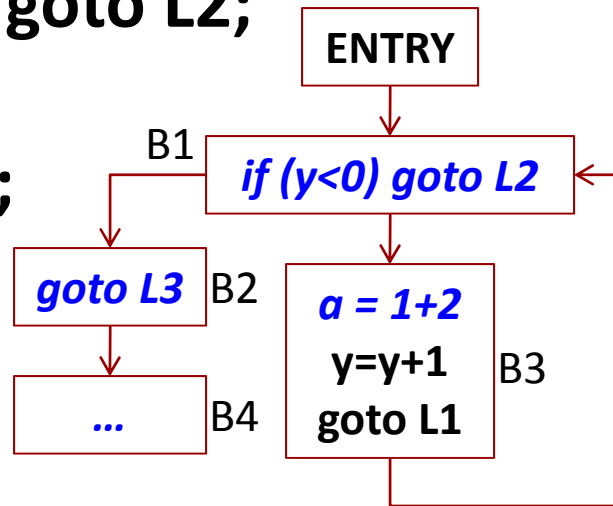 goto L2;
ENTRY
B1
;
if (y<0) goto L2
goto L3
B2
a = 1+2
y=y+1
goto L1
B3
...
B4